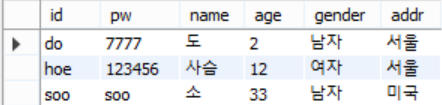 id pw name age gender addr
do 7777 도 2 남자 서울
hoe 123456 사슴 12 여자 서울
soo soo 소 33 남자 미국